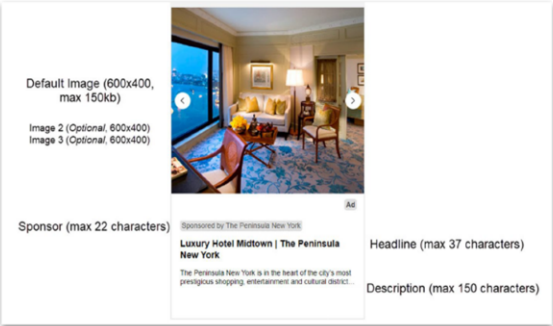 Default Image (600x400,
max 150kb)
Image 2 (Optional, 600x400)
Image 3 (Optional, 600x400)
Ad
Sponsor (max 22 characters)
Sponsored by The Peninsula New York
Luxury Hotel Midtown | The Peninsula
New York
Headline (max 37 characters)
The Peninsula New York is in the heart of the city's most
prestigious shopping, entertainment and cultural district...
Description (max 150 characters)